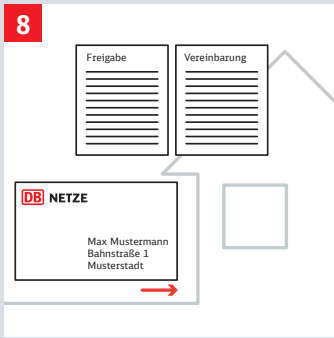 8
Freigabe
Vereinbarung
DB NETZE
Max Mustermann
Bahnstraße 1
Musterstadt